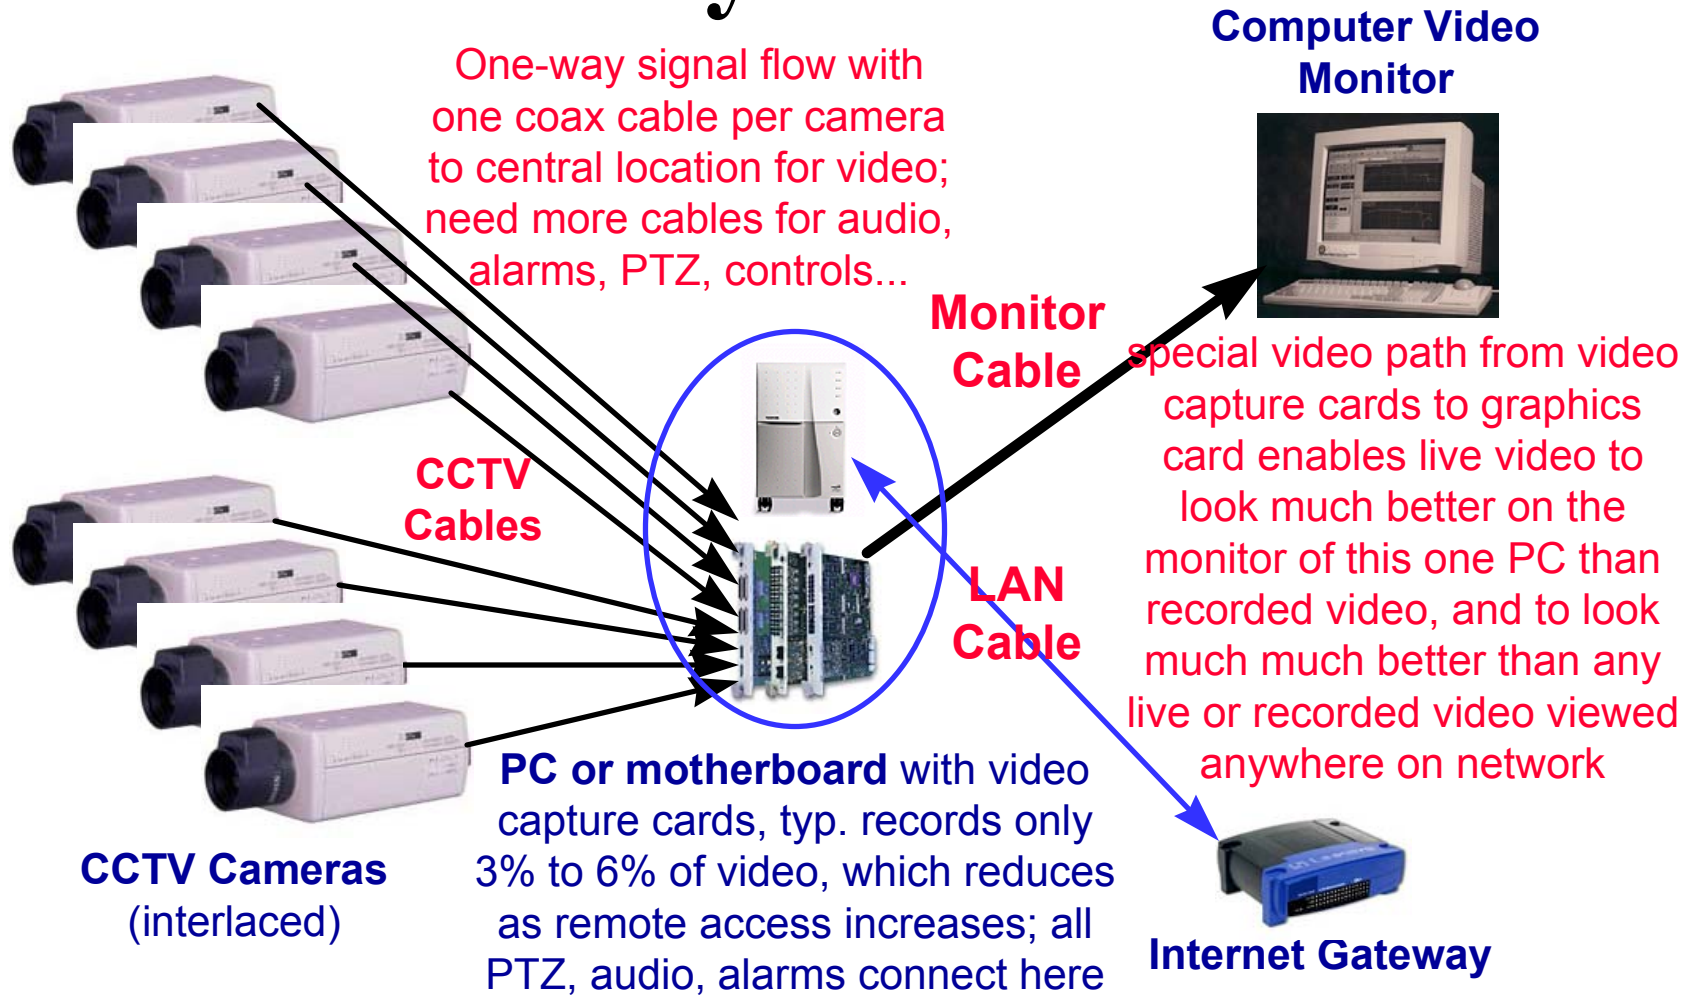 One-way signal flow with
one coax cable per camera
to central location for video;
need more cables for audio,
alarms, PTZ, controls...
Computer Video
Monitor
Monitor
Cable
special video path from video
capture cards to graphics
card enables live video to
look much better on the
monitor of this one PC than
recorded video, and to look
much much better than any
live or recorded video viewed
anywhere on network
CCTV
Cables
LAN
Cable
PC or motherboard with video
capture cards, typ. records only
3% to 6% of video, which reduces
as remote access increases; all
PTZ, audio, alarms connect here
CCTV Cameras
(interlaced)
Internet Gateway